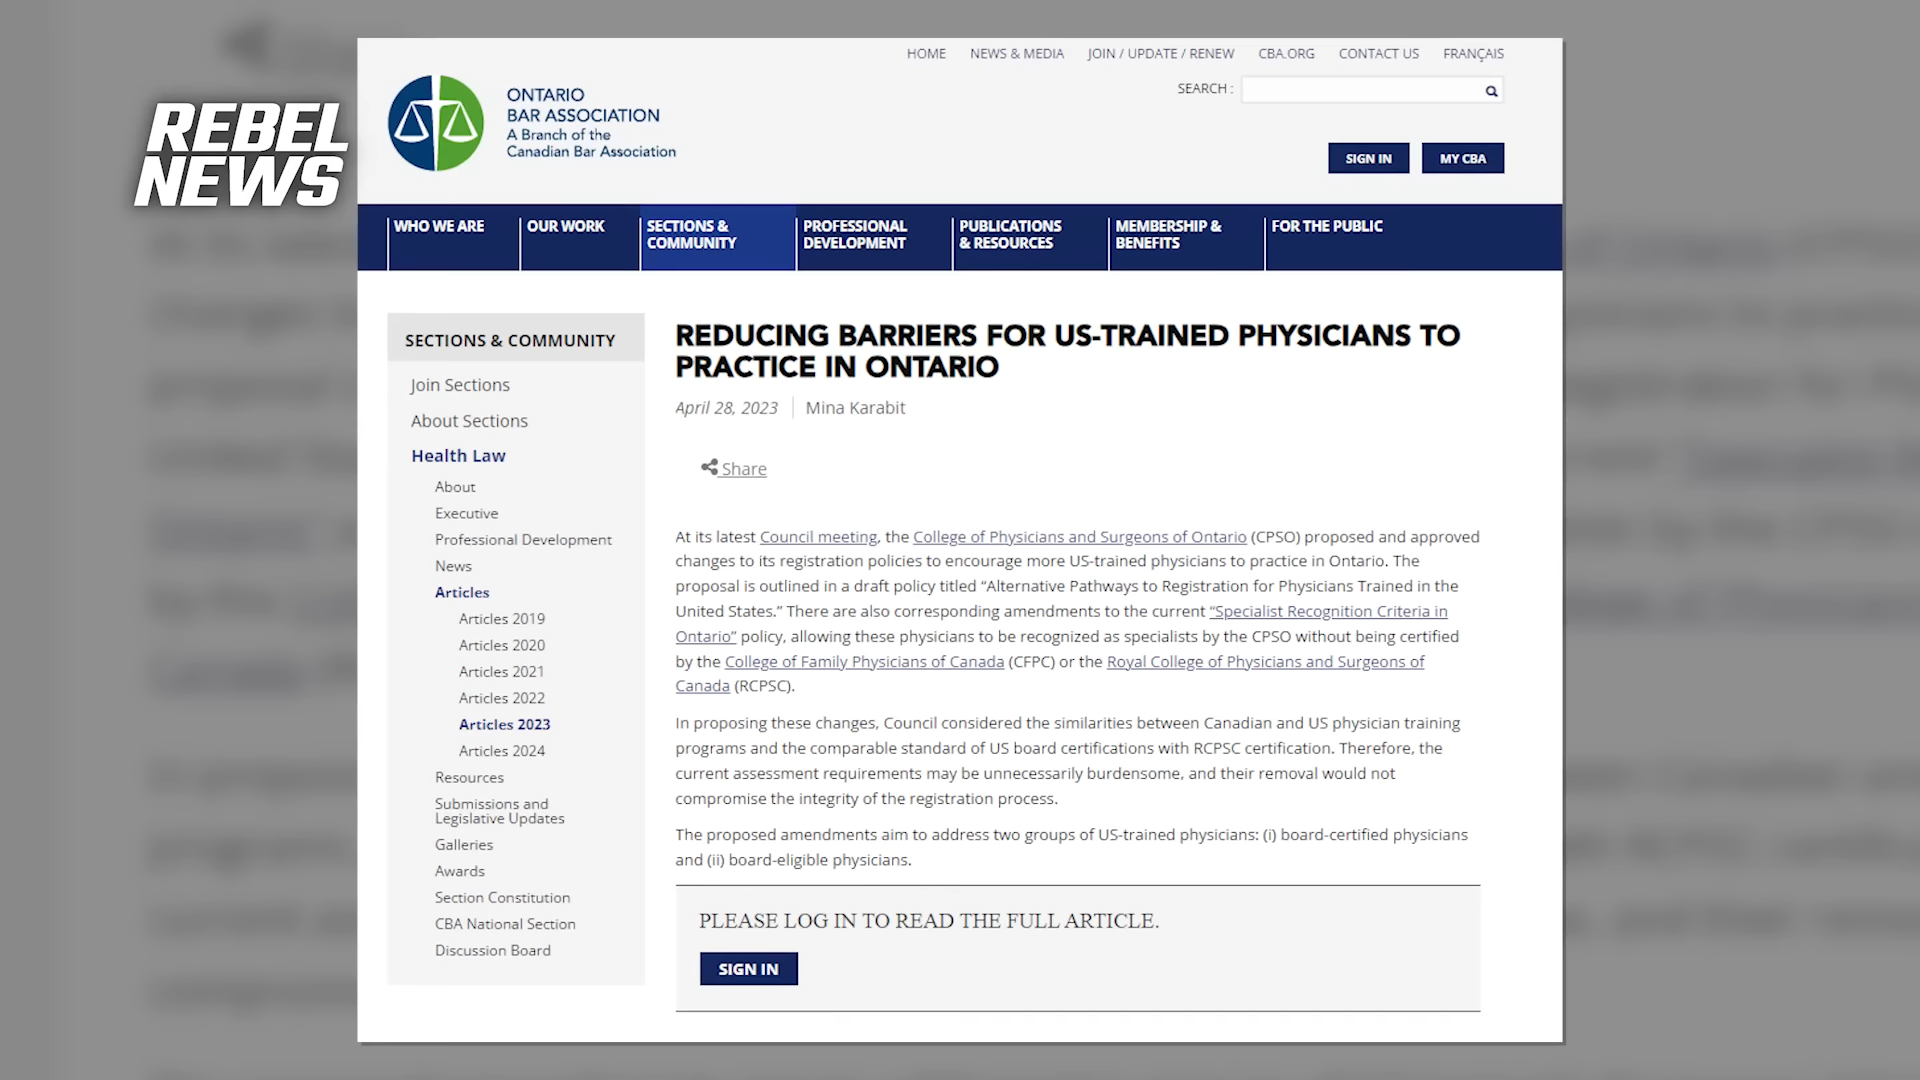 REBEL
NEWS
HOME NEWS & MEDIA JOIN / UPDATE / RENEW CBA.ORG CONTACT US FRANÇAIS
SEARCH :
ONTARIO
BAR ASSOCIATION
A Branch of the
Canadian Bar Association
SIGN IN MY CBA
WHO WE ARE
OUR WORK
SECTIONS &
COMMUNITY
PROFESSIONAL
DEVELOPMENT
PUBLICATIONS
& RESOURCES
MEMBERSHIP &
BENEFITS
FOR THE PUBLIC
SECTIONS & COMMUNITY
Join Sections
About Sections
Health Law
About
Executive
Professional Development
News
Articles
Articles 2019
Articles 2020
Articles 2021
Articles 2022
Articles 2023
Articles 2024
Resources
Submissions and
Legislative Updates
Galleries
Awards
Section Constitution
CBA National Section
Discussion Board
REDUCING BARRIERS FOR US-TRAINED PHYSICIANS TO
PRACTICE IN ONTARIO
April 28, 2023 Mina Karabit
Share
At its latest Council meeting, the College of Physicians and Surgeons of Ontario (CPSO) proposed and approved
changes to its registration policies to encourage more US-trained physicians to practice in Ontario. The
proposal is outlined in a draft policy titled “Alternative Pathways to Registration for Physicians Trained in the
United States.” There are also corresponding amendments to the current “Specialist Recognition Criteria in
Ontario” policy, allowing these physicians to be recognized as specialists by the CPSO without being certified
by the College of Family Physicians of Canada (CFPC) or the Royal College of Physicians and Surgeons of
Canada (RCPSC).
In proposing these changes, Council considered the similarities between Canadian and US physician training
programs and the comparable standard of US board certifications with RCPSC certification. Therefore, the
current assessment requirements may be unnecessarily burdensome, and their removal would not
compromise the integrity of the registration process.
The proposed amendments aim to address two groups of US-trained physicians: (i) board-certified physicians
and (ii) board-eligible physicians.
PLEASE LOG IN TO READ THE FULL ARTICLE.
SIGN IN